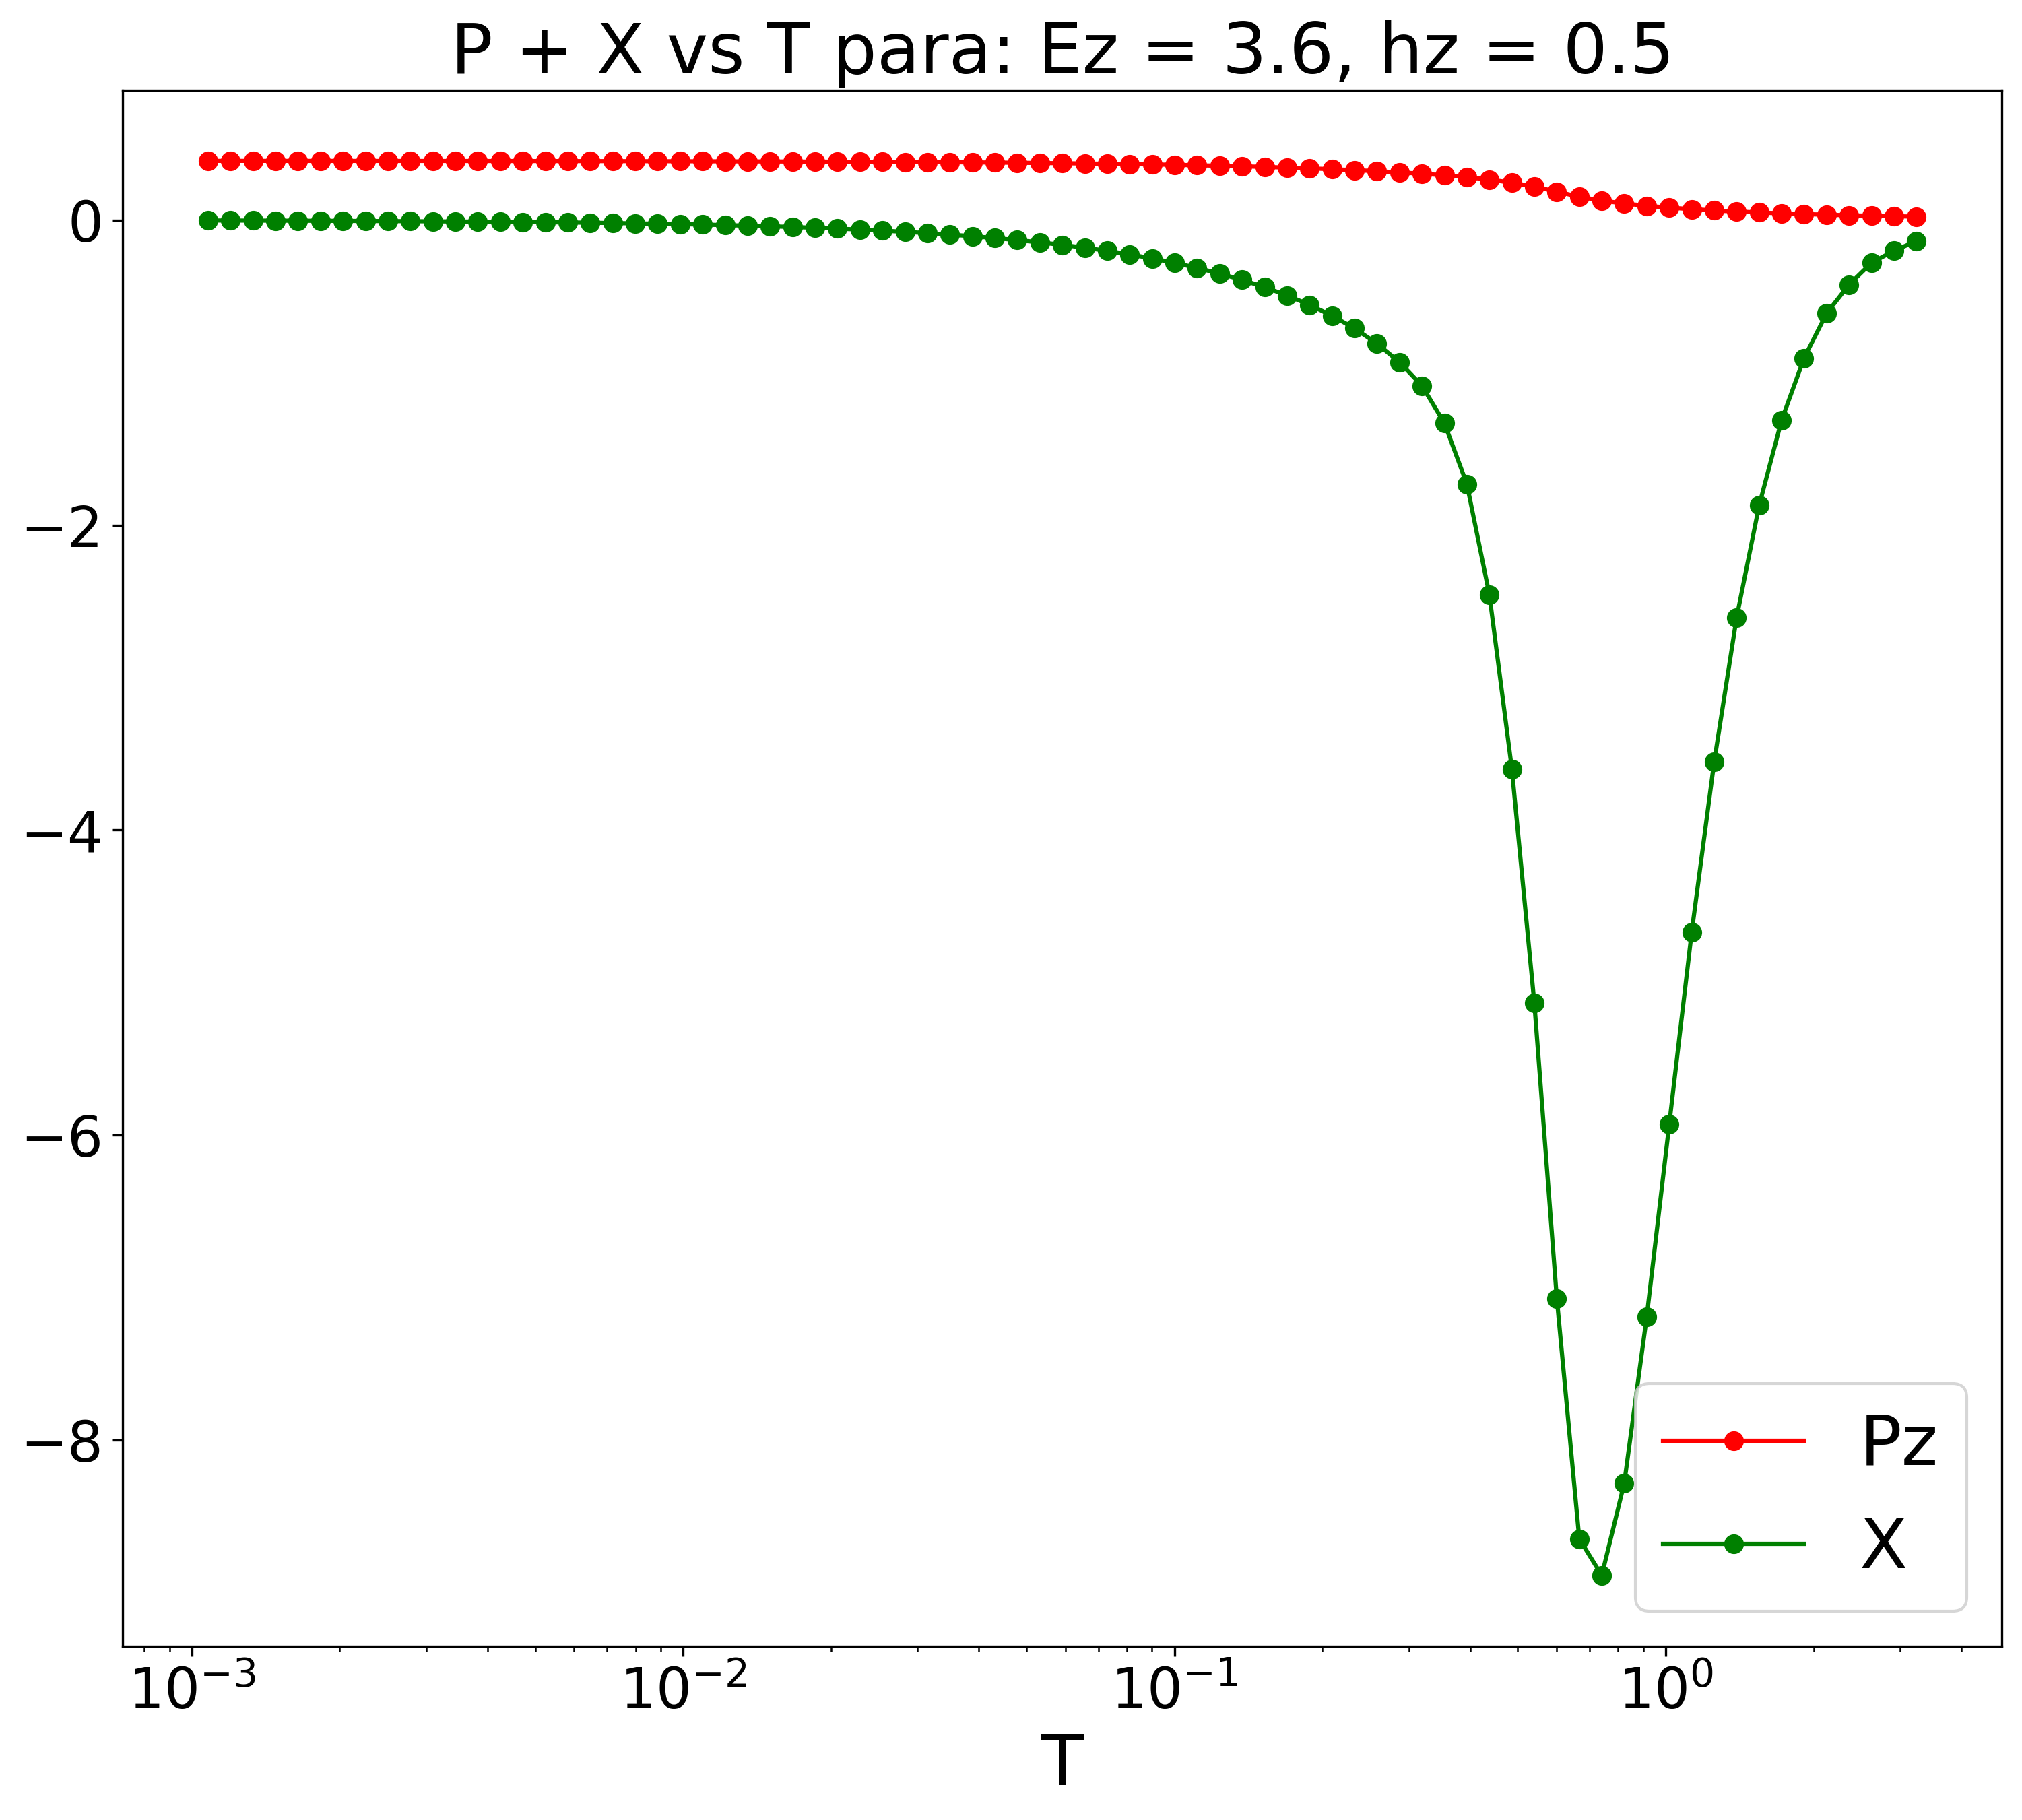 P + X vs T para: Ez = 3.6, hz = 0.5
0
−2
−4
−6
−8
10⁻³ 10⁻² 10⁻¹ 10⁰
T
Pz
X